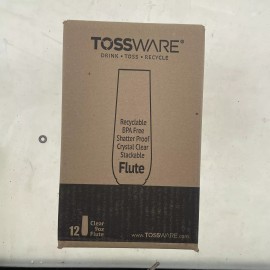 TOSSWARE®
DRINK • TOSS • RECYCLE
Recyclable
BPA Free
Shatter Proof
Crystal Clear
Stackable
Flute
12
Clear
9oz
Flute
www.TOSSWARE.com